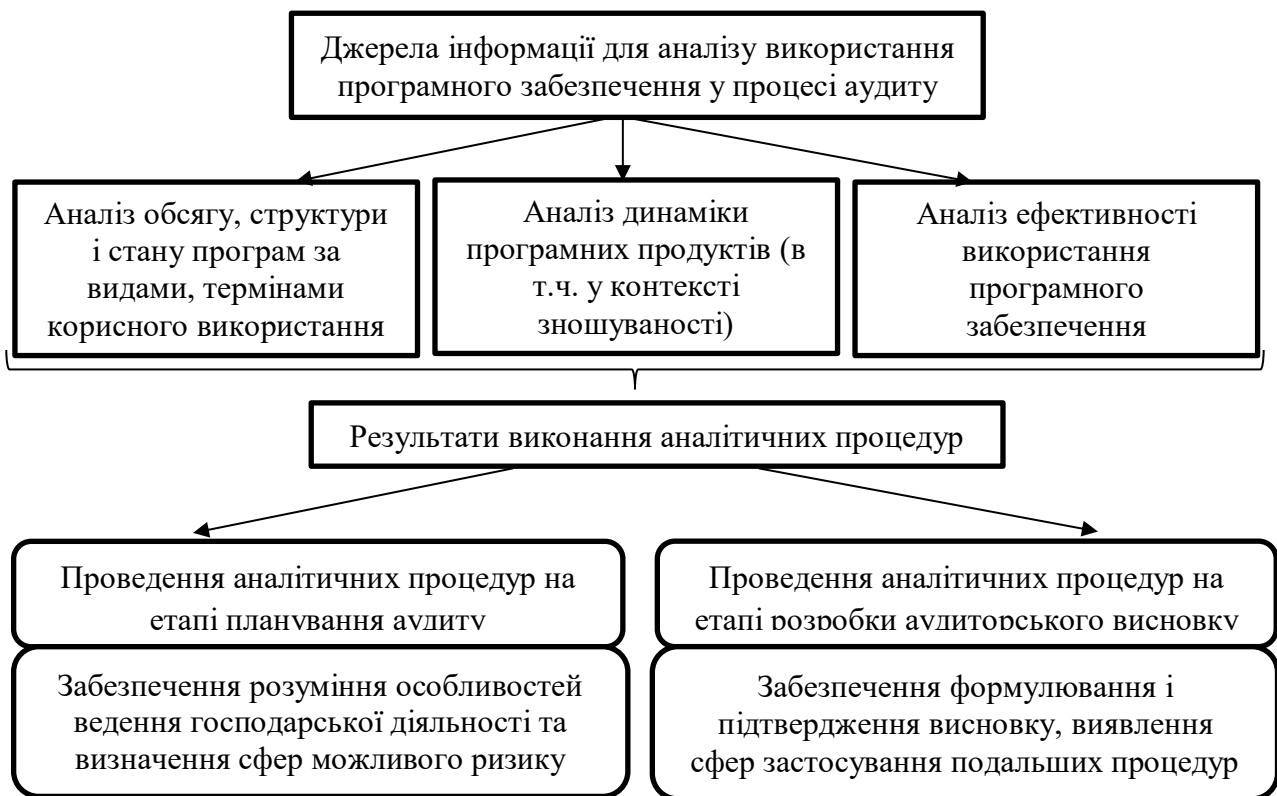 Джерела інформації для аналізу використання
програмного забезпечення у процесі аудиту
Аналіз обсягу, структури
і стану програм за
видами, термінами
корисного використання
Аналіз динаміки
програмних продуктів (в
т.ч. у контексті
зношуваності)
Аналіз ефективності
використання
програмного
забезпечення
Результати виконання аналітичних процедур
Проведення аналітичних процедур на
етапі планування аудиту
Проведення аналітичних процедур на
етапі розробки аудиторського висновку
Забезпечення розуміння особливостей
ведення господарської діяльності та
визначення сфер можливого ризику
Забезпечення формулювання і
підтвердження висновку, виявлення
сфер застосування подальших процедур